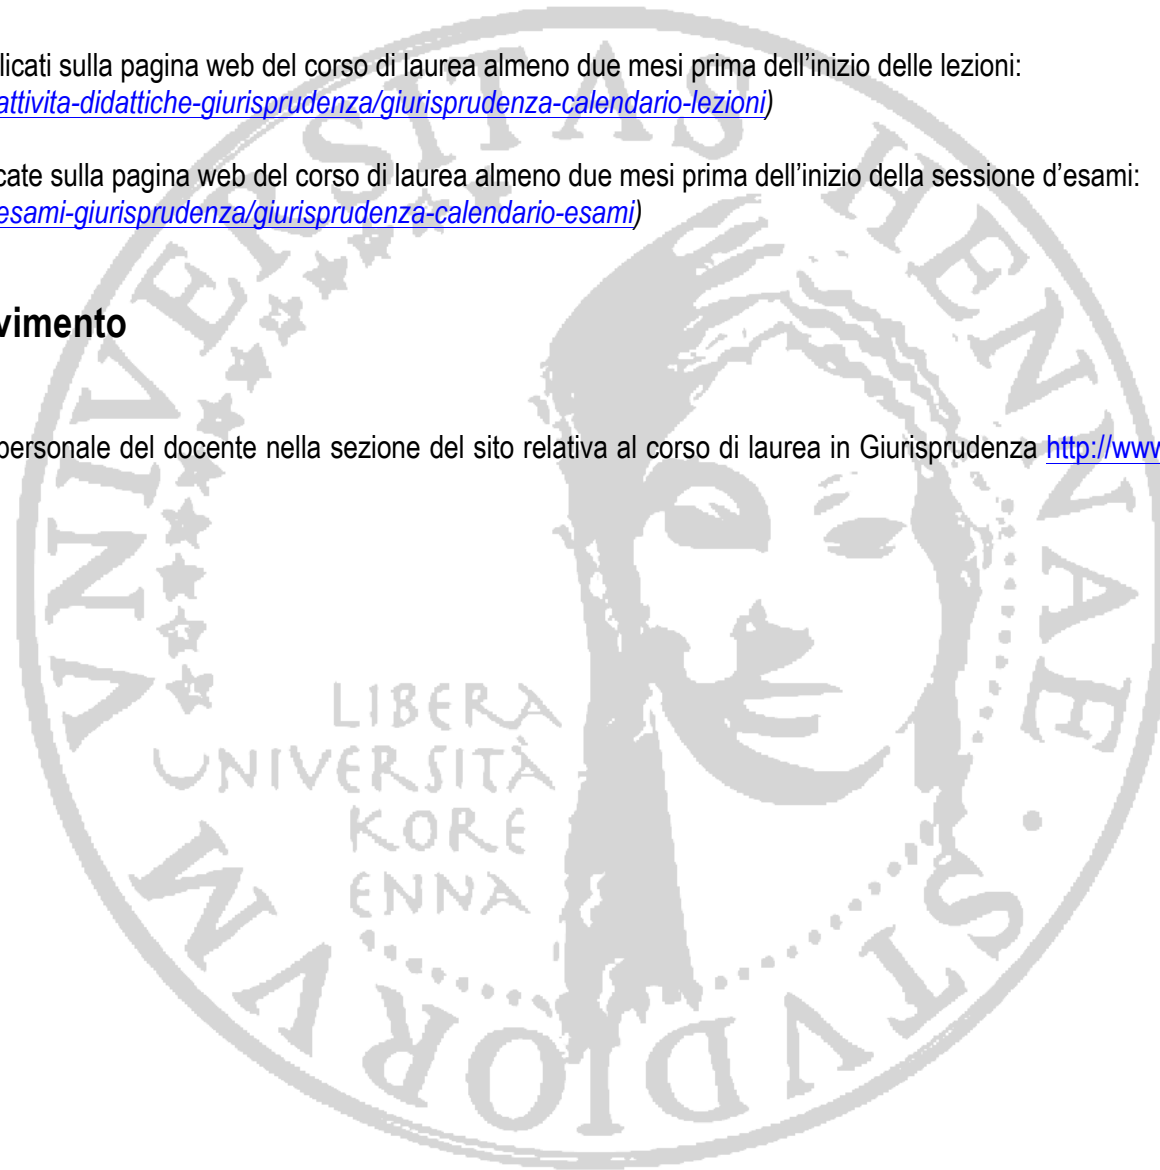 licati sulla pagina web del corso di laurea almeno due mesi prima dell'inizio delle lezioni:
attivita-didattiche-giurisprudenza/giurisprudenza-calendario-lezioni)
cate sulla pagina web del corso di laurea almeno due mesi prima dell'inizio della sessione d'esami:
esami-giurisprudenza/giurisprudenza-calendario-esami)
vimento
personale del docente nella sezione del sito relativa al corso di laurea in Giurisprudenza http://www
VNIVERSITAS HENNAE · STVDIORVM
LIBERA
UNIVERSITÀ
KORE
ENNA